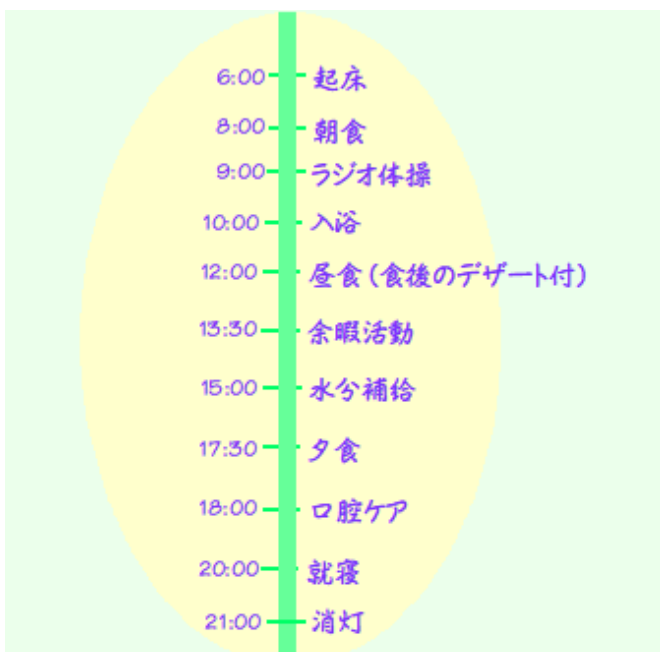 6:00 起床
8:00 朝食
9:00 ラジオ体操
10:00 入浴
12:00 昼食(食後のデザート付)
13:30 余暇活動
15:00 水分補給
17:30 夕食
18:00 口腔ケア
20:00 就寝
21:00 消灯